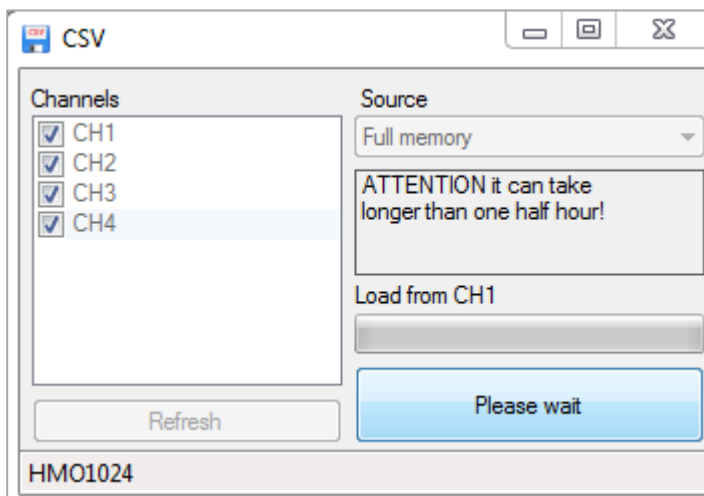 CSV
CSV
Channels
CH1
CH2
CH3
CH4
Refresh
Source
Full memory
ATTENTION it can take
longer than one half hour!
Load from CH1
Please wait
HMO1024